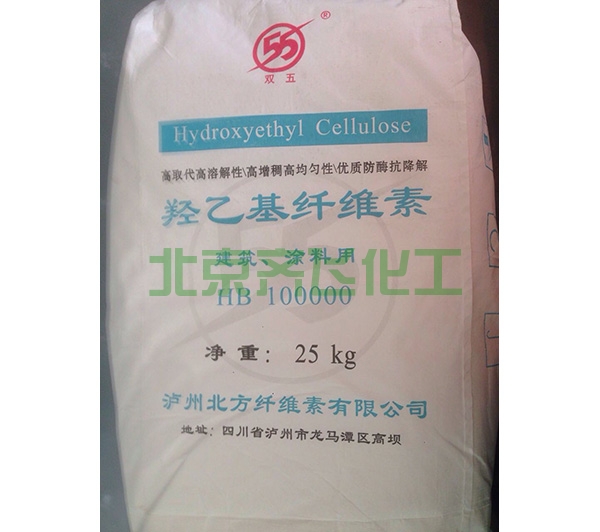 55 ®
双五
Hydroxyethyl Cellulose
高取代高溶解性\高增稠高均匀性\优质防酶抗降解
羟乙基纤维素
建筑、涂料用
北京齐飞化工
HB 100000
净重: 25 kg
泸州北方纤维素有限公司
地址: 四川省泸州市龙马潭区高坝